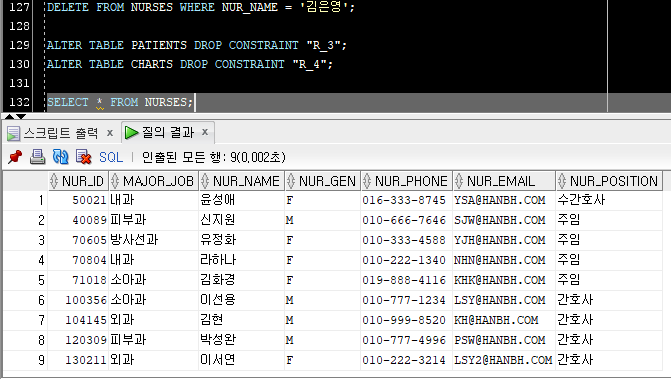 127 DELETE FROM NURSES WHERE NUR_NAME = '김은영';
128
129 ALTER TABLE PATIENTS DROP CONSTRAINT "R_3";
130 ALTER TABLE CHARTS DROP CONSTRAINT "R_4";
131
132 SELECT * FROM NURSES;
스크립트 출력 x 질의 결과 x
SQL | 인출된 모든 행: 9(0,002초)
NUR_ID MAJOR_JOB NUR_NAME NUR_GEN NUR_PHONE NUR_EMAIL NUR_POSITION
1 50021 내과 윤성애 F 016-333-8745 YSA@HANBH.COM 수간호사
2 40089 피부과 신지원 M 010-666-7646 SJW@HANBH.COM 주임
3 70605 방사선과 유정화 F 010-333-4588 YJH@HANBH.COM 주임
4 70804 내과 라하나 F 010-222-1340 NHN@HANBH.COM 주임
5 71018 소아과 김화경 F 019-888-4116 KHK@HANBH.COM 주임
6 100356 소아과 이선용 M 010-777-1234 LSY@HANBH.COM 간호사
7 104145 외과 김현 M 010-999-8520 KH@HANBH.COM 간호사
8 120309 피부과 박성완 M 010-777-4996 PSW@HANBH.COM 간호사
9 130211 외과 이서연 F 010-222-3214 LSY2@HANBH.COM 간호사